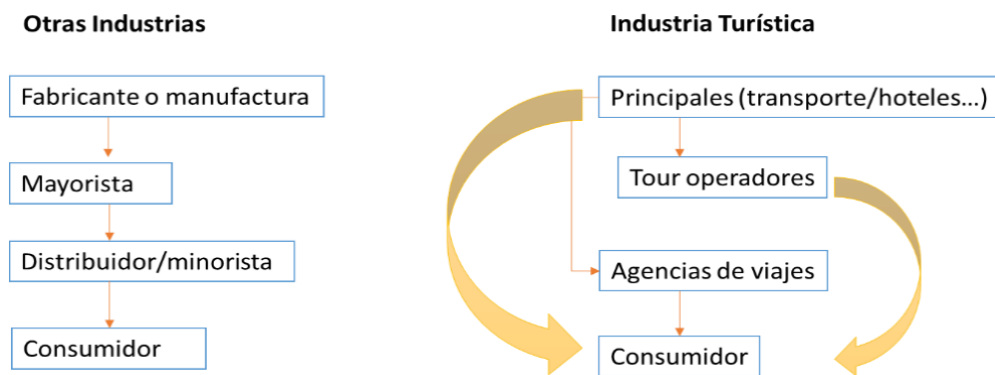 Otras Industrias
Fabricante o manufactura
Mayorista
Distribuidor/minorista
Consumidor
Industria Turística
Principales (transporte/hoteles...)
Tour operadores
Agencias de viajes
Consumidor